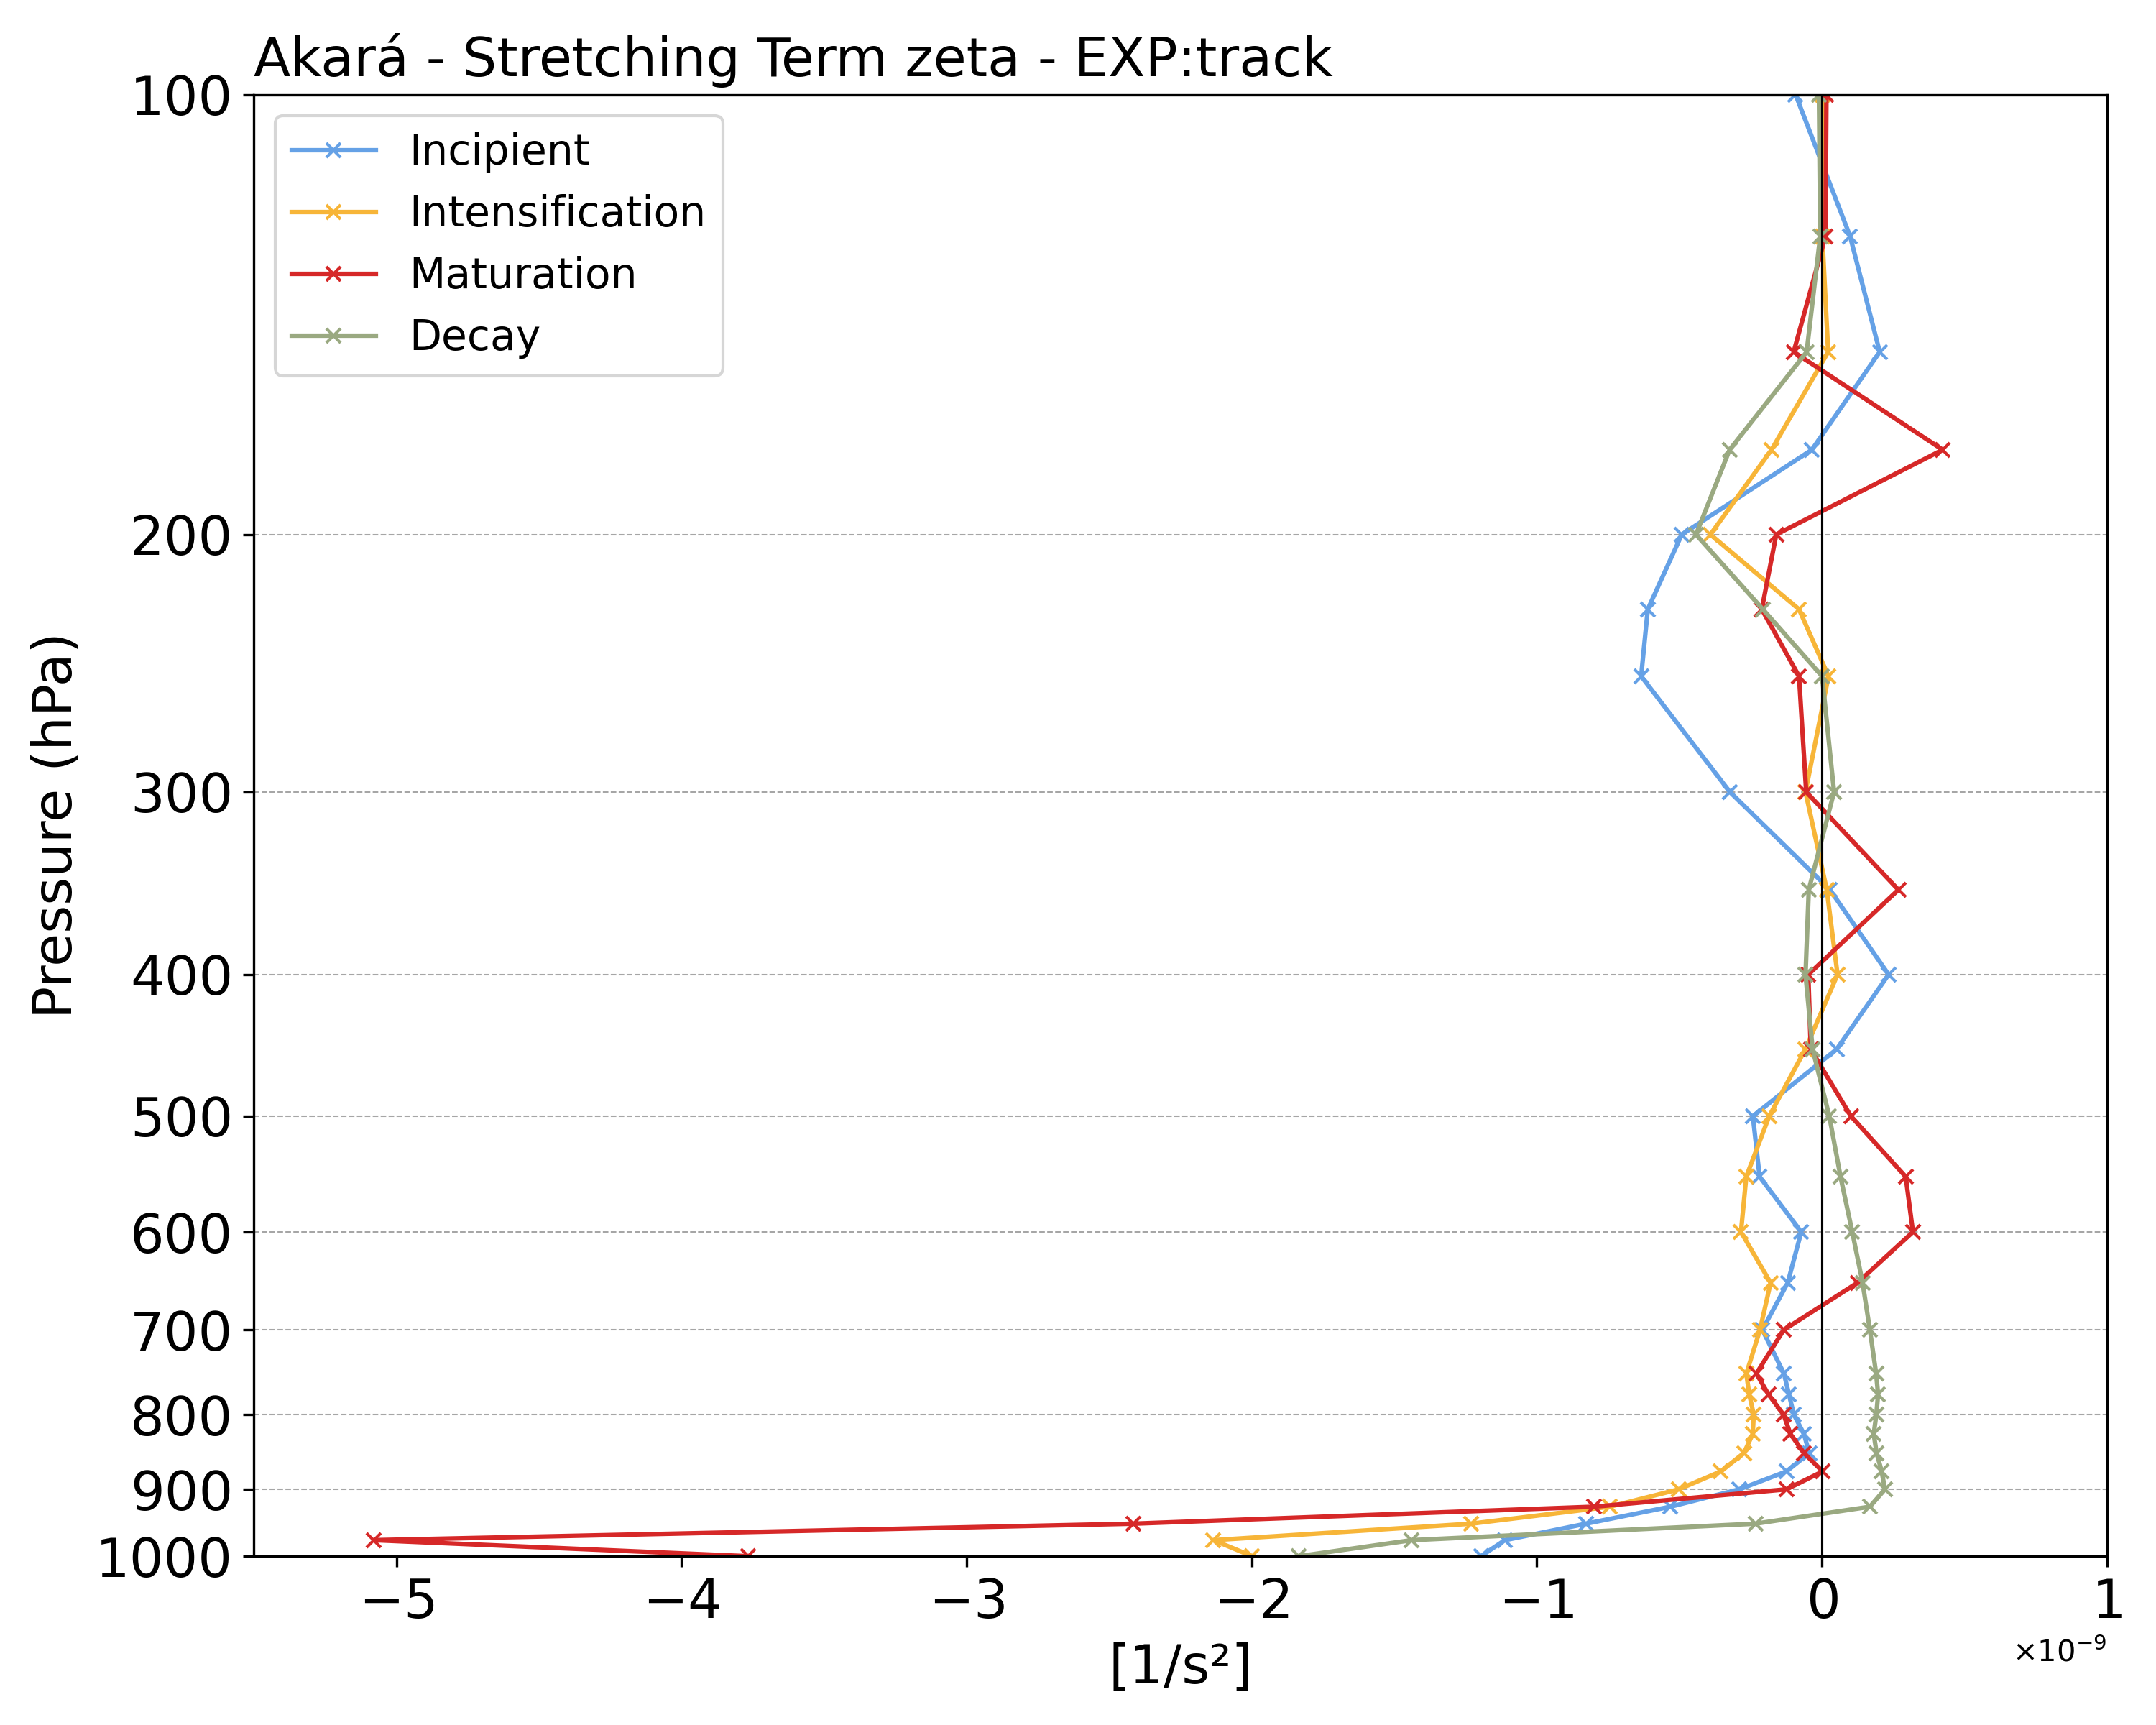 Akará - Stretching Term zeta - EXP:track
Incipient
Intensification
Maturation
Decay
Pressure (hPa)
100
200
300
400
500
600
700
800
900
1000
−5 −4 −3 −2 −1 0 1
×10⁻⁹
[1/s²]